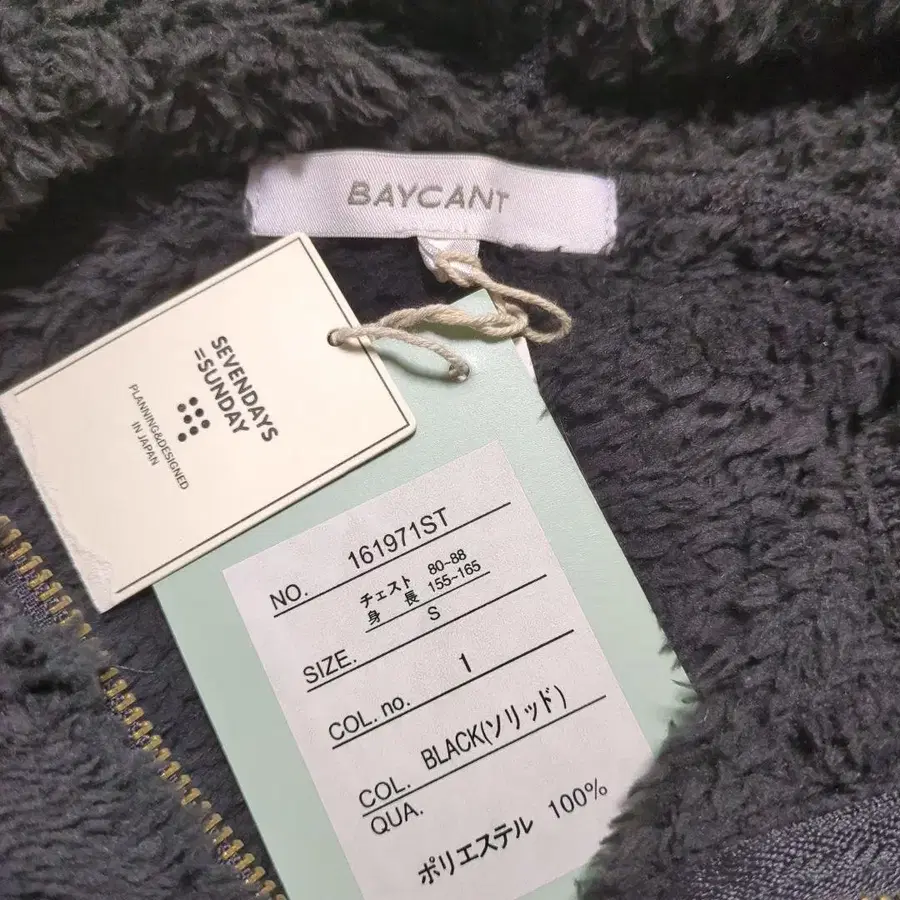 BAYCANT
SEVENDAYS
=SUNDAY
PLANNING&DESIGNED
IN JAPAN
NO. 161971ST
チェスト 80~88
身 長 155~165
SIZE. S
COL. no. 1
COL. BLACK(ソリッド)
QUA.
ポリエステル 100%